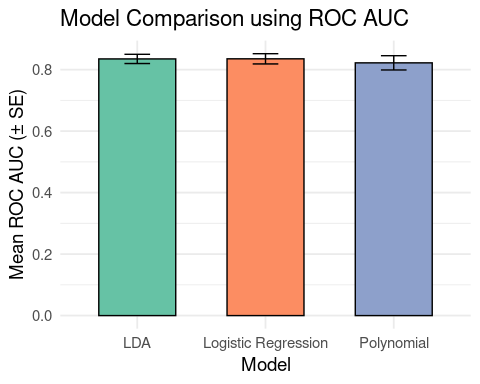 Model Comparison using ROC AUC
Mean ROC AUC (± SE)
0.8
0.6
0.4
0.2
0.0
LDA
Logistic Regression
Polynomial
Model